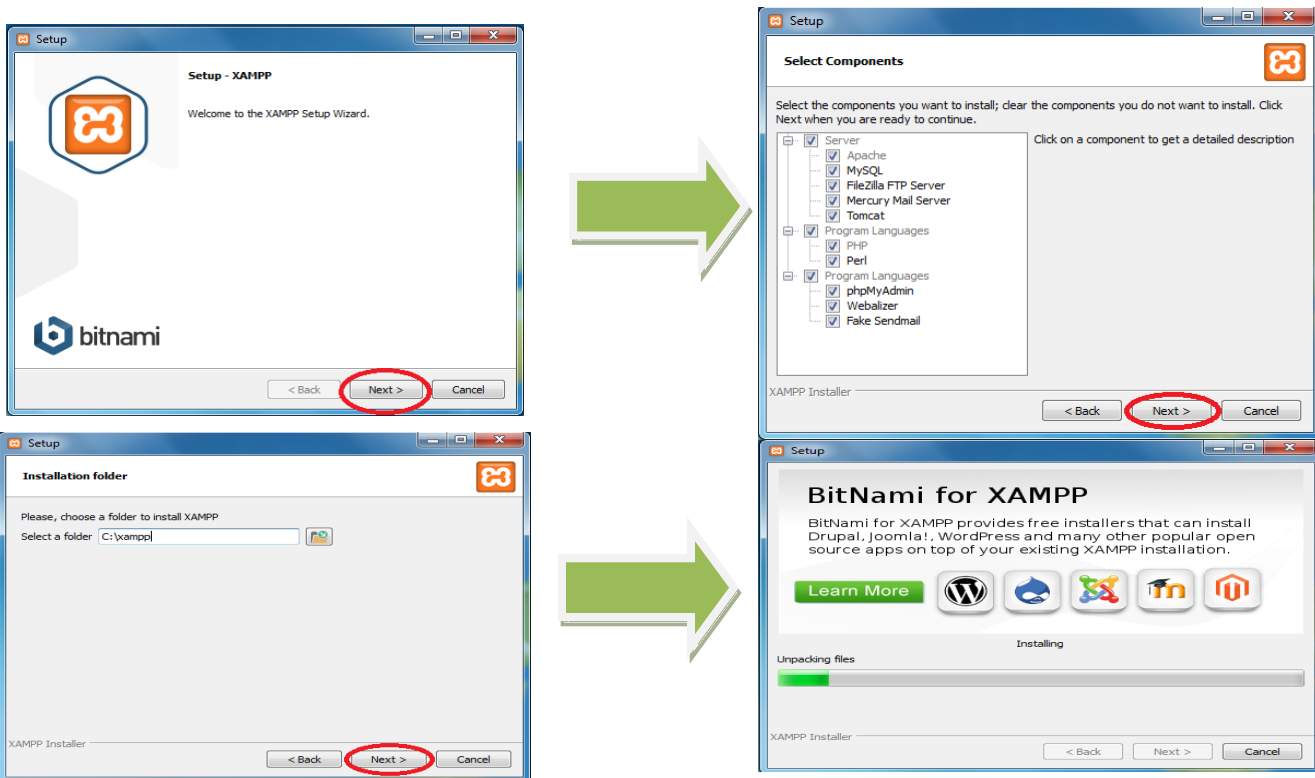 Setup
Setup - XAMPP
Welcome to the XAMPP Setup Wizard.
bitnami
< Back
Next >
Cancel
Setup
Select Components
Select the components you want to install; clear the components you do not want to install. Click
Next when you are ready to continue.
Server
Apache
MySQL
FileZilla FTP Server
Mercury Mail Server
Tomcat
Program Languages
PHP
Perl
Program Languages
phpMyAdmin
Webalizer
Fake Sendmail
Click on a component to get a detailed description
XAMPP Installer
< Back
Next >
Cancel
Setup
Installation folder
Please, choose a folder to install XAMPP
Select a folder C:\xampp
XAMPP Installer
< Back
Next >
Cancel
Setup
BitNami for XAMPP
BitNami for XAMPP provides free installers that can install
Drupal, Joomla!, WordPress and many other popular open
source apps on top of your existing XAMPP installation.
Learn More
Installing
Unpacking files
XAMPP Installer
< Back
Next >
Cancel